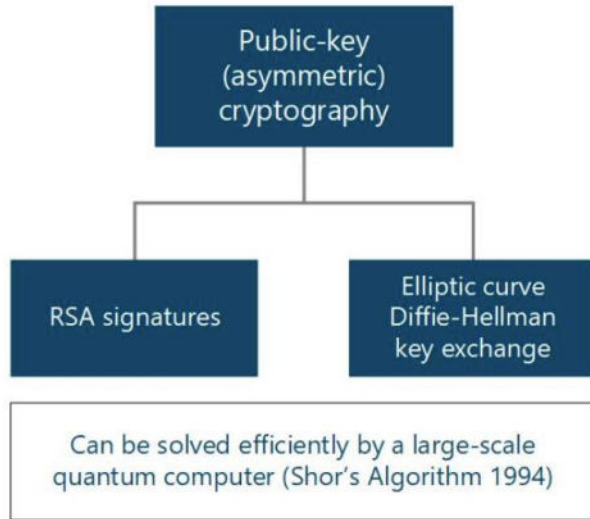 Public-key
(asymmetric)
cryptography
RSA signatures
Elliptic curve
Diffie-Hellman
key exchange
Can be solved efficiently by a large-scale
quantum computer (Shor's Algorithm 1994)